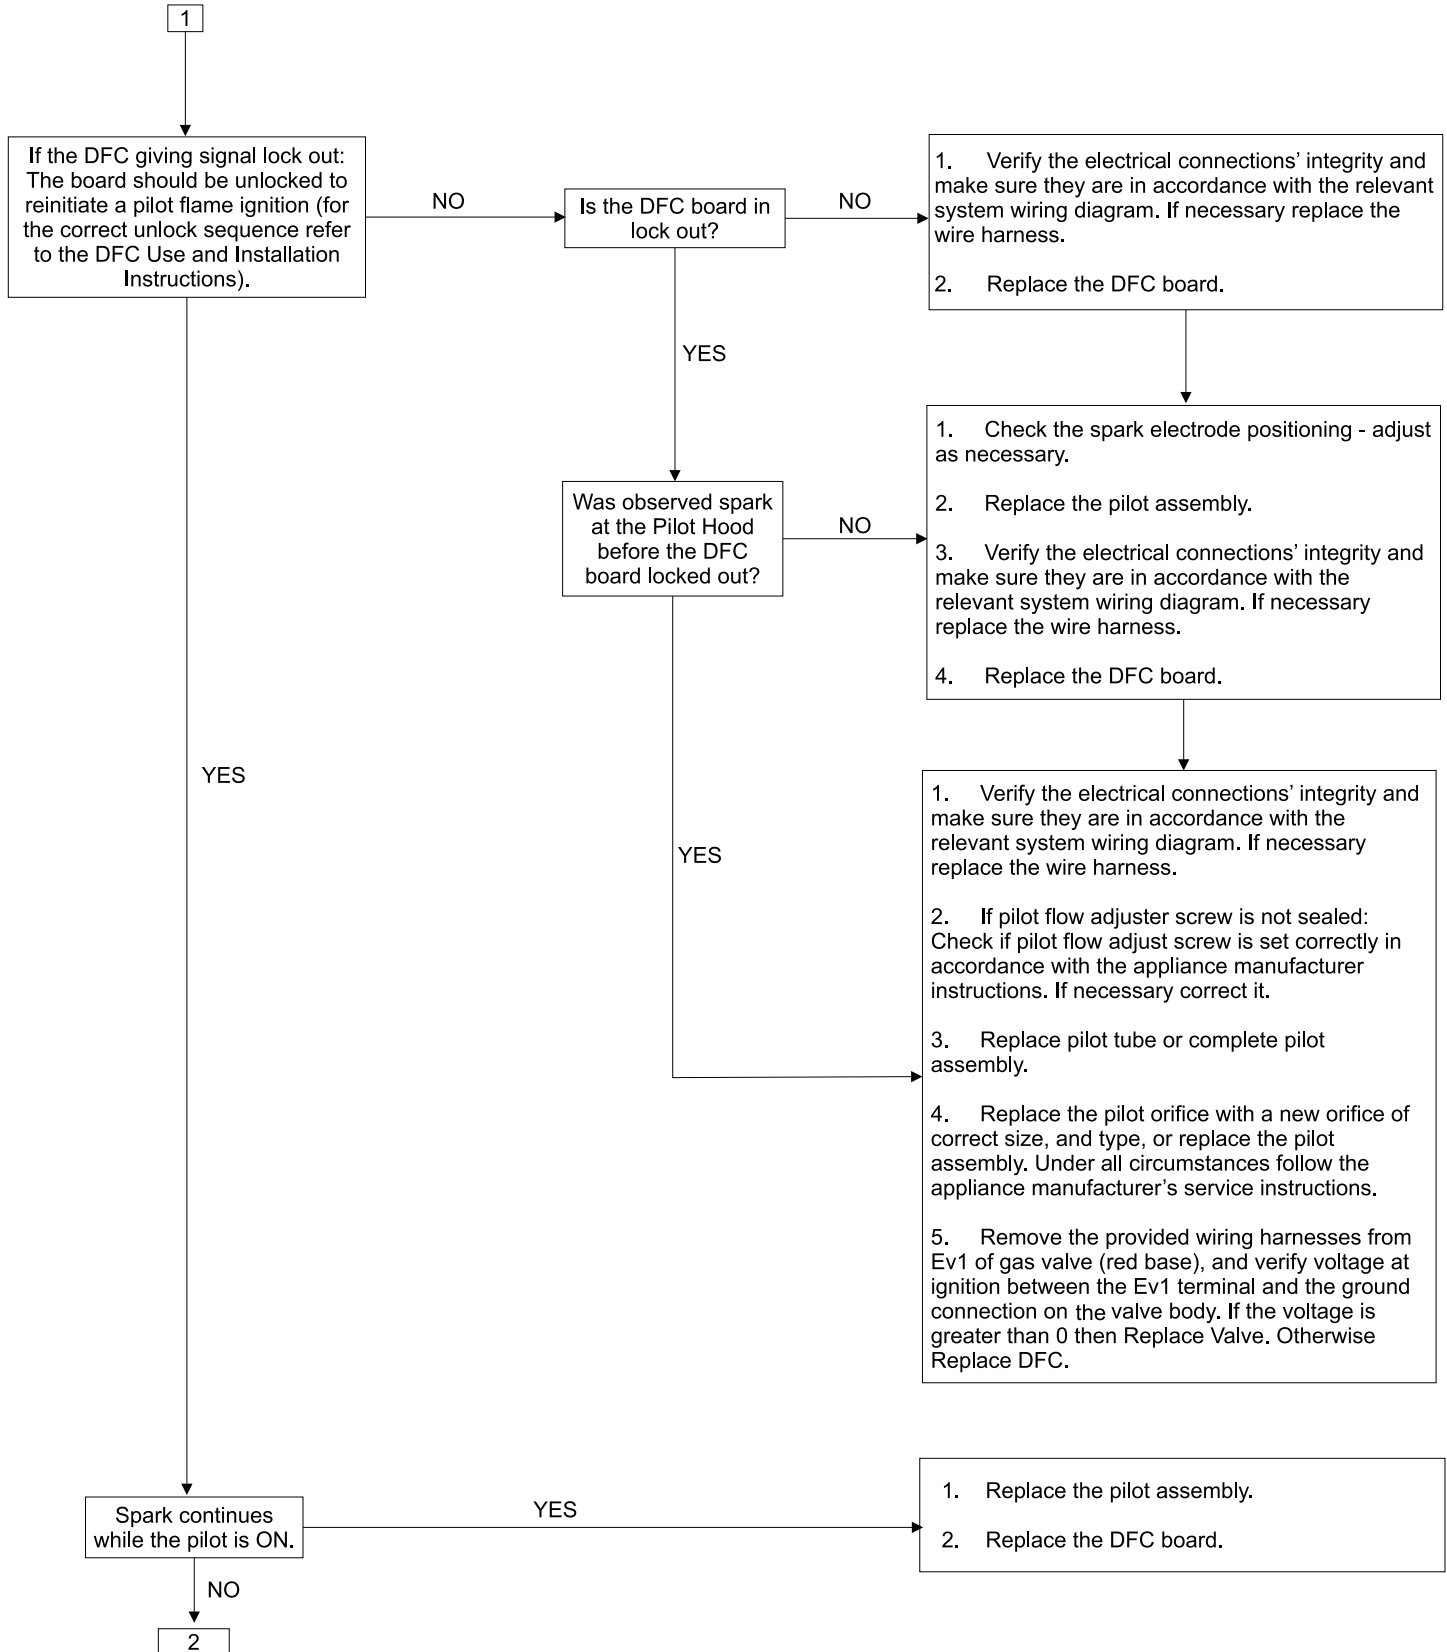 1
If the DFC giving signal lock out:
The board should be unlocked to
reinitiate a pilot flame ignition (for
the correct unlock sequence refer
to the DFC Use and Installation
Instructions).
NO
Is the DFC board in
lock out?
NO
1. Verify the electrical connections’ integrity and
make sure they are in accordance with the relevant
system wiring diagram. If necessary replace the
wire harness.
2. Replace the DFC board.
YES
1. Check the spark electrode positioning - adjust
as necessary.
2. Replace the pilot assembly.
3. Verify the electrical connections’ integrity and
make sure they are in accordance with the
relevant system wiring diagram. If necessary
replace the wire harness.
4. Replace the DFC board.
Was observed spark
at the Pilot Hood
before the DFC
board locked out?
NO
YES
YES
1. Verify the electrical connections’ integrity and
make sure they are in accordance with the
relevant system wiring diagram. If necessary
replace the wire harness.
2. If pilot flow adjuster screw is not sealed:
Check if pilot flow adjust screw is set correctly in
accordance with the appliance manufacturer
instructions. If necessary correct it.
3. Replace pilot tube or complete pilot
assembly.
4. Replace the pilot orifice with a new orifice of
correct size, and type, or replace the pilot
assembly. Under all circumstances follow the
appliance manufacturer’s service instructions.
5. Remove the provided wiring harnesses from
Ev1 of gas valve (red base), and verify voltage at
ignition between the Ev1 terminal and the ground
connection on the valve body. If the voltage is
greater than 0 then Replace Valve. Otherwise
Replace DFC.
Spark continues
while the pilot is ON.
YES
1. Replace the pilot assembly.
2. Replace the DFC board.
NO
2